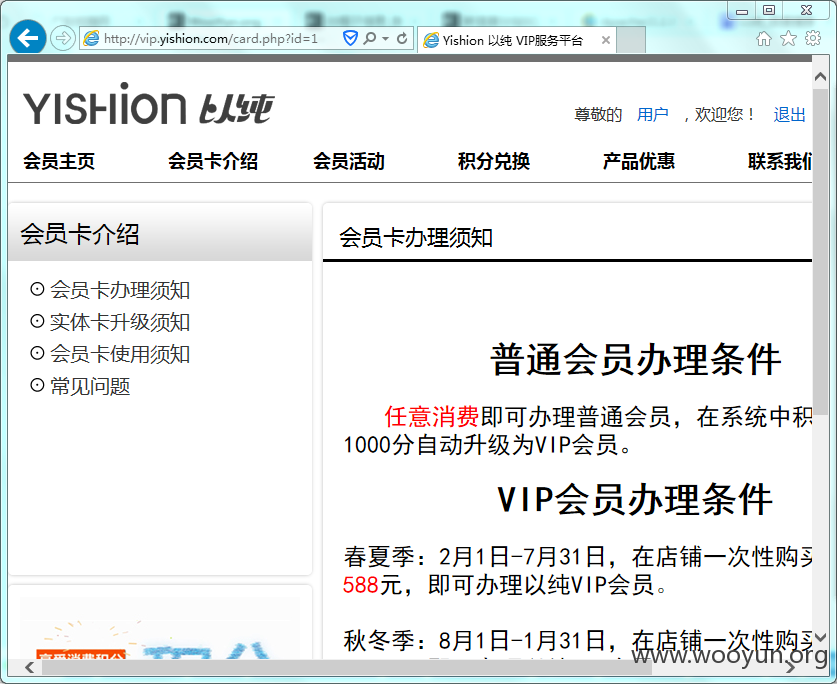 http://vip.yishion.com/card.php?id=1
Yishion 以纯 VIP服务平台
YISHION 以纯
尊敬的 用户 ，欢迎您！ 退出
会员主页 会员卡介绍 会员活动 积分兑换 产品优惠 联系我们
会员卡介绍
会员卡办理须知
实体卡升级须知
会员卡使用须知
常见问题
会员卡办理须知
普通会员办理条件
任意消费即可办理普通会员，在系统中积
1000分自动升级为VIP会员。
VIP会员办理条件
春夏季：2月1日-7月31日，在店铺一次性购买
588元，即可办理以纯VIP会员。
秋冬季：8月1日-1月31日，在店铺一次性购买
享受消费积分
积分
www.wooyun.org